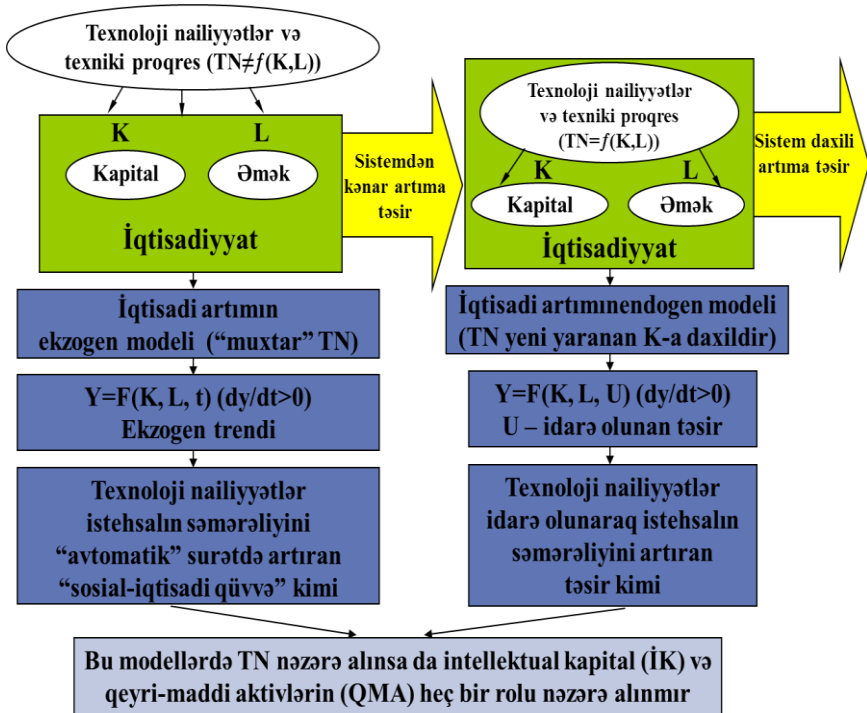 Texnoloji nailiyyətlər və
texniki proqres (TN≠ƒ(K,L))
K
L
Kapital
Əmək
İqtisadiyyat
Sistemdən
kənar artıma
təsir
Texnoloji nailiyyətlər
və texniki proqres
(TN=ƒ(K,L))
K
L
Kapital
Əmək
İqtisadiyyat
Sistem daxili
artıma təsir
İqtisadi artımın
ekzogen modeli (“muxtar” TN)
Y=F(K, L, t) (dy/dt>0)
Ekzogen trendi
Texnoloji nailiyyətlər
istehsalın səmərəliyini
“avtomatik” surətdə artıran
“sosial-iqtisadi qüvvə” kimi
İqtisadi artımınendogen modeli
(TN yeni yaranan K-a daxildir)
Y=F(K, L, U) (dy/dt>0)
U – idarə olunan təsir
Texnoloji nailiyyətlər
idarə olunaraq istehsalın
səmərəliyini artıran
təsir kimi
Bu modellərdə TN nəzərə alınsa da intellektual kapital (İK) və
qeyri-maddi aktivlərin (QMA) heç bir rolu nəzərə alınmır